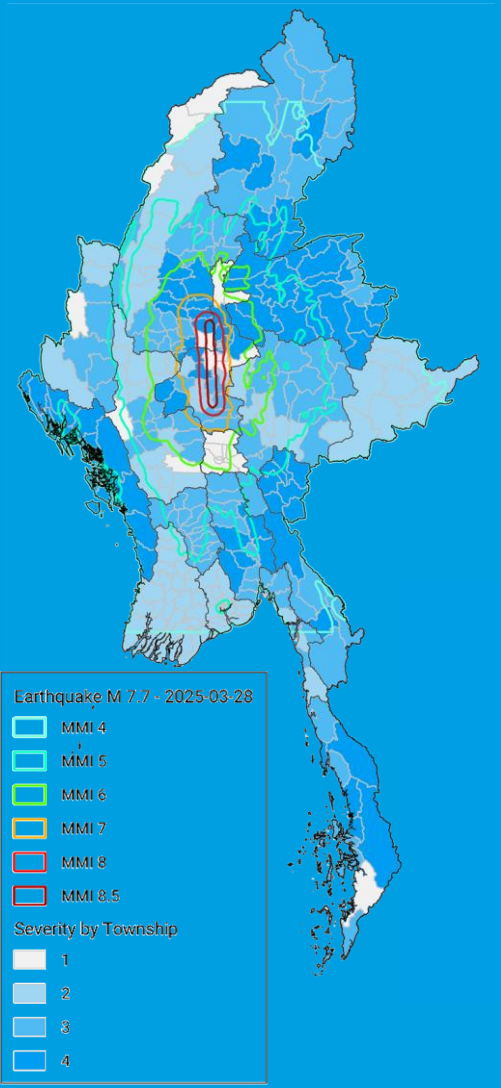 Earthquake M 7.7 - 2025-03-28
MMI 4
MMI 5
MMI 6
MMI 7
MMI 8
MMI 8.5
Severity by Township
1
2
3
4